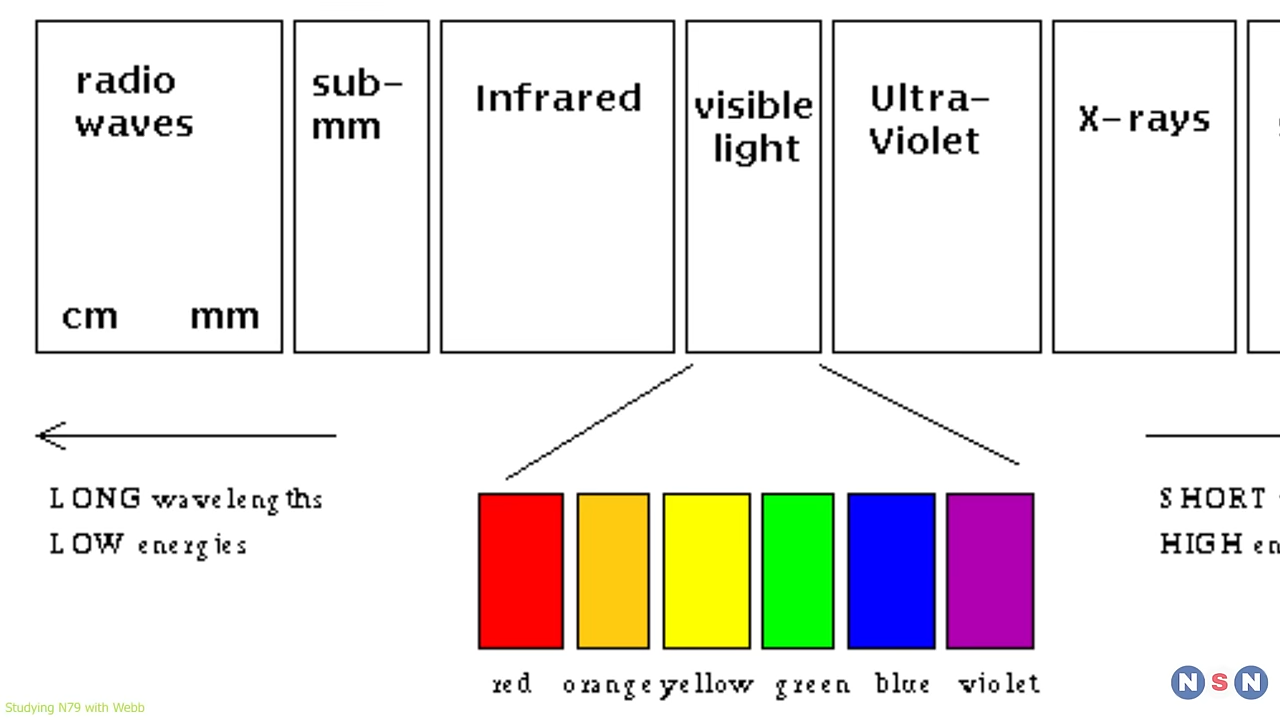 radio
waves
cm mm
sub-
mm
Infrared
visible
light
Ultra-
Violet
X-rays
LONG wavelengths
LOW energies
SHORT
HIGH en
red orange yellow green blue violet
Studying N79 with Webb
NSN